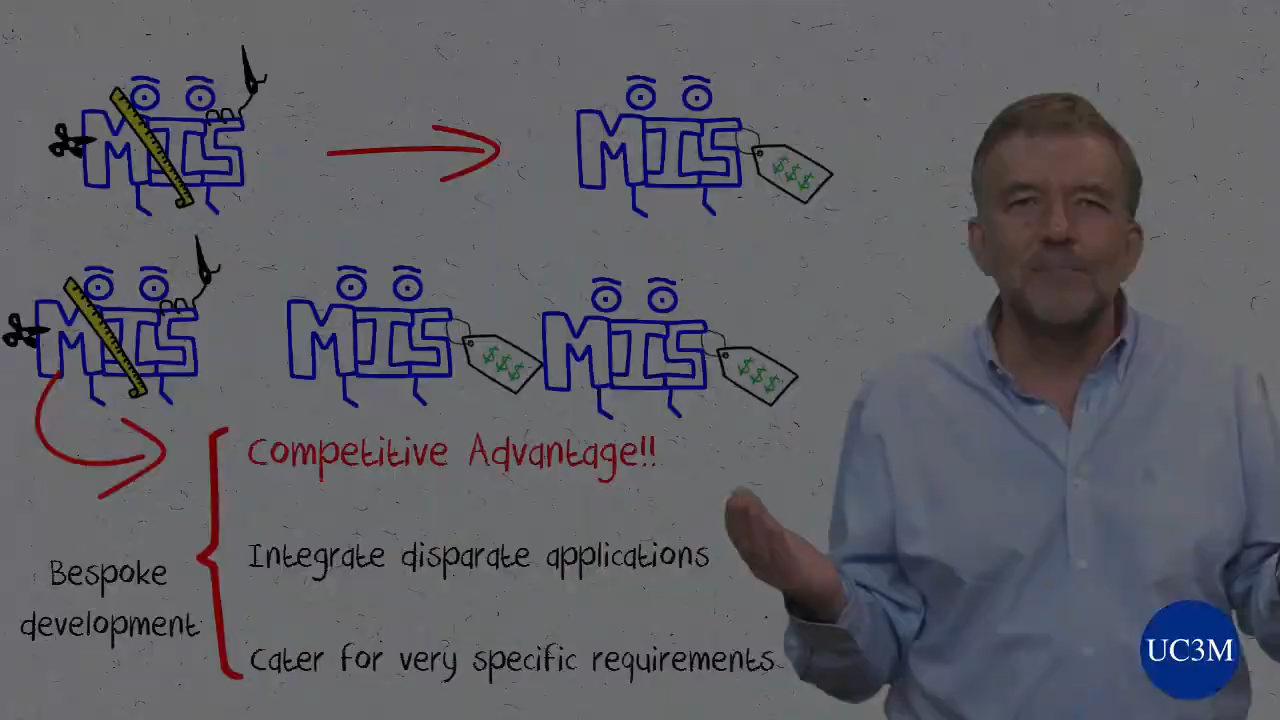 MIS
MIS
$$$
MIS
MIS
$$$
MIS
$$$
Competitive Advantage!!
Integrate disparate applications
Bespoke
development
Cater for very specific requirements
UC3M